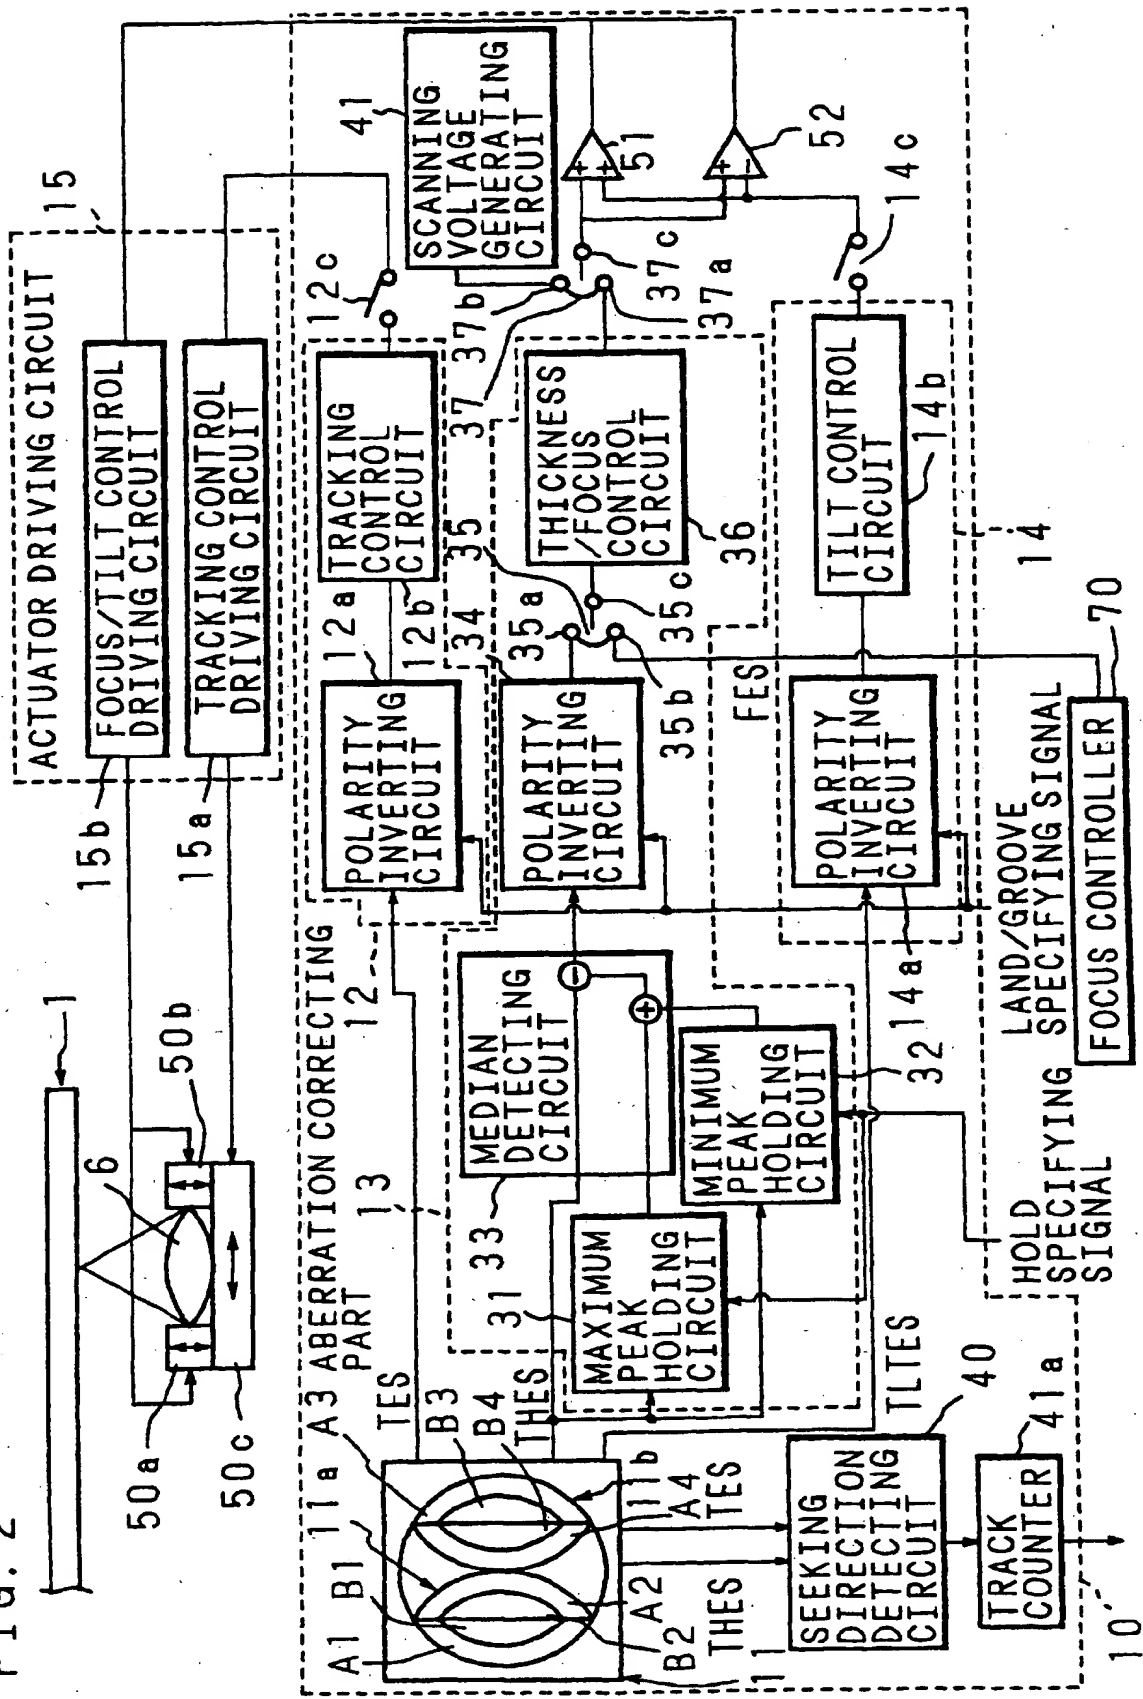 FIG. 2
1
6
50a
50b
50c
15
ACTUATOR DRIVING CIRCUIT
15b
FOCUS/TILT CONTROL
DRIVING CIRCUIT
15a
TRACKING CONTROL
DRIVING CIRCUIT
ABERRATION CORRECTING
PART
A1
B1
11a
A3
TES
B3
THES
B4
11b
A4
TES
A2
B2
THES
11
12
POLARITY
INVERTING
CIRCUIT
12a
TRACKING
CONTROL
CIRCUIT
12b
12c
13
33
MEDIAN
DETECTING
CIRCUIT
31
MAXIMUM
PEAK
HOLDING
CIRCUIT
MINIMUM
PEAK
HOLDING
CIRCUIT
32
34
POLARITY
INVERTING
CIRCUIT
35
35a
35b
35c
THICKNESS
/FOCUS
CONTROL
CIRCUIT
36
37
37b
37c
37a
41
SCANNING
VOLTAGE
GENERATING
CIRCUIT
+
+
51
+
-
52
14c
FES
POLARITY
INVERTING
CIRCUIT
14a
TILT CONTROL
CIRCUIT
14b
14
TLTES
SEEKING
DIRECTION
DETECTING
CIRCUIT
40
TRACK
COUNTER
41a
10
HOLD
SPECIFYING
SIGNAL
LAND/GROOVE
SPECIFYING SIGNAL
FOCUS CONTROLLER
70